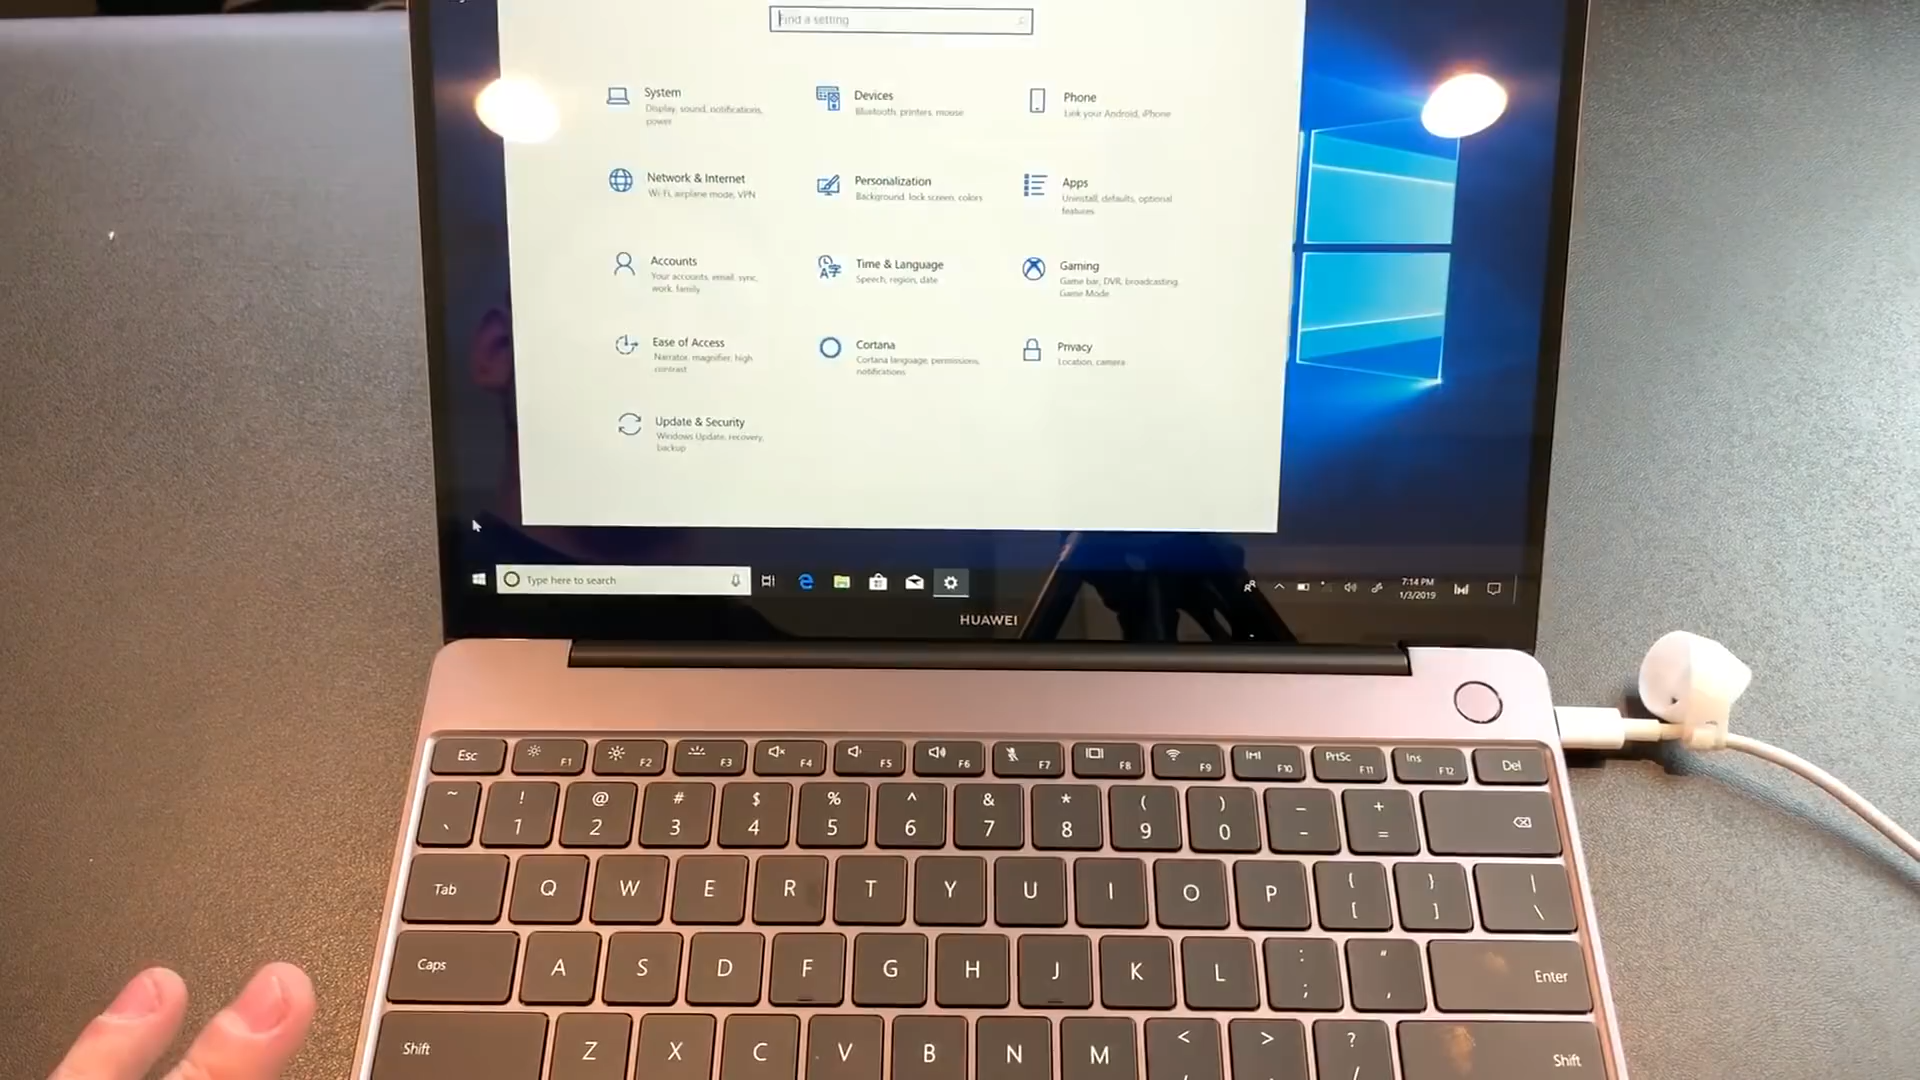 Find a setting
System
Display, sound, notifications,
power
Devices
Bluetooth, printers, mouse
Phone
Link your Android, iPhone
Network & Internet
Wi-Fi, airplane mode, VPN
Personalization
Background, lock screen, colors
Apps
Uninstall, defaults, optional
features
Accounts
Your accounts, email, sync,
work, family
Time & Language
Speech, region, date
Gaming
Game bar, DVR, broadcasting,
Game Mode
Ease of Access
Narrator, magnifier, high
contrast
Cortana
Cortana language, permissions,
notifications
Privacy
Location, camera
Update & Security
Windows Update, recovery,
backup
Type here to search
7:14 PM
1/3/2019
HUAWEI
Esc F1 F2 F3 F4 F5 F6 F7 F8 F9 F10 PrtSc F11 Ins F12 Del
~ ! @ # $ % ^ & * ( ) _ +
` 1 2 3 4 5 6 7 8 9 0 - =
Tab Q W E R T Y U I O P { [ } ] | \
Caps A S D F G H J K L : ; " ' Enter
Shift Z X C V B N M < , > . ? / Shift